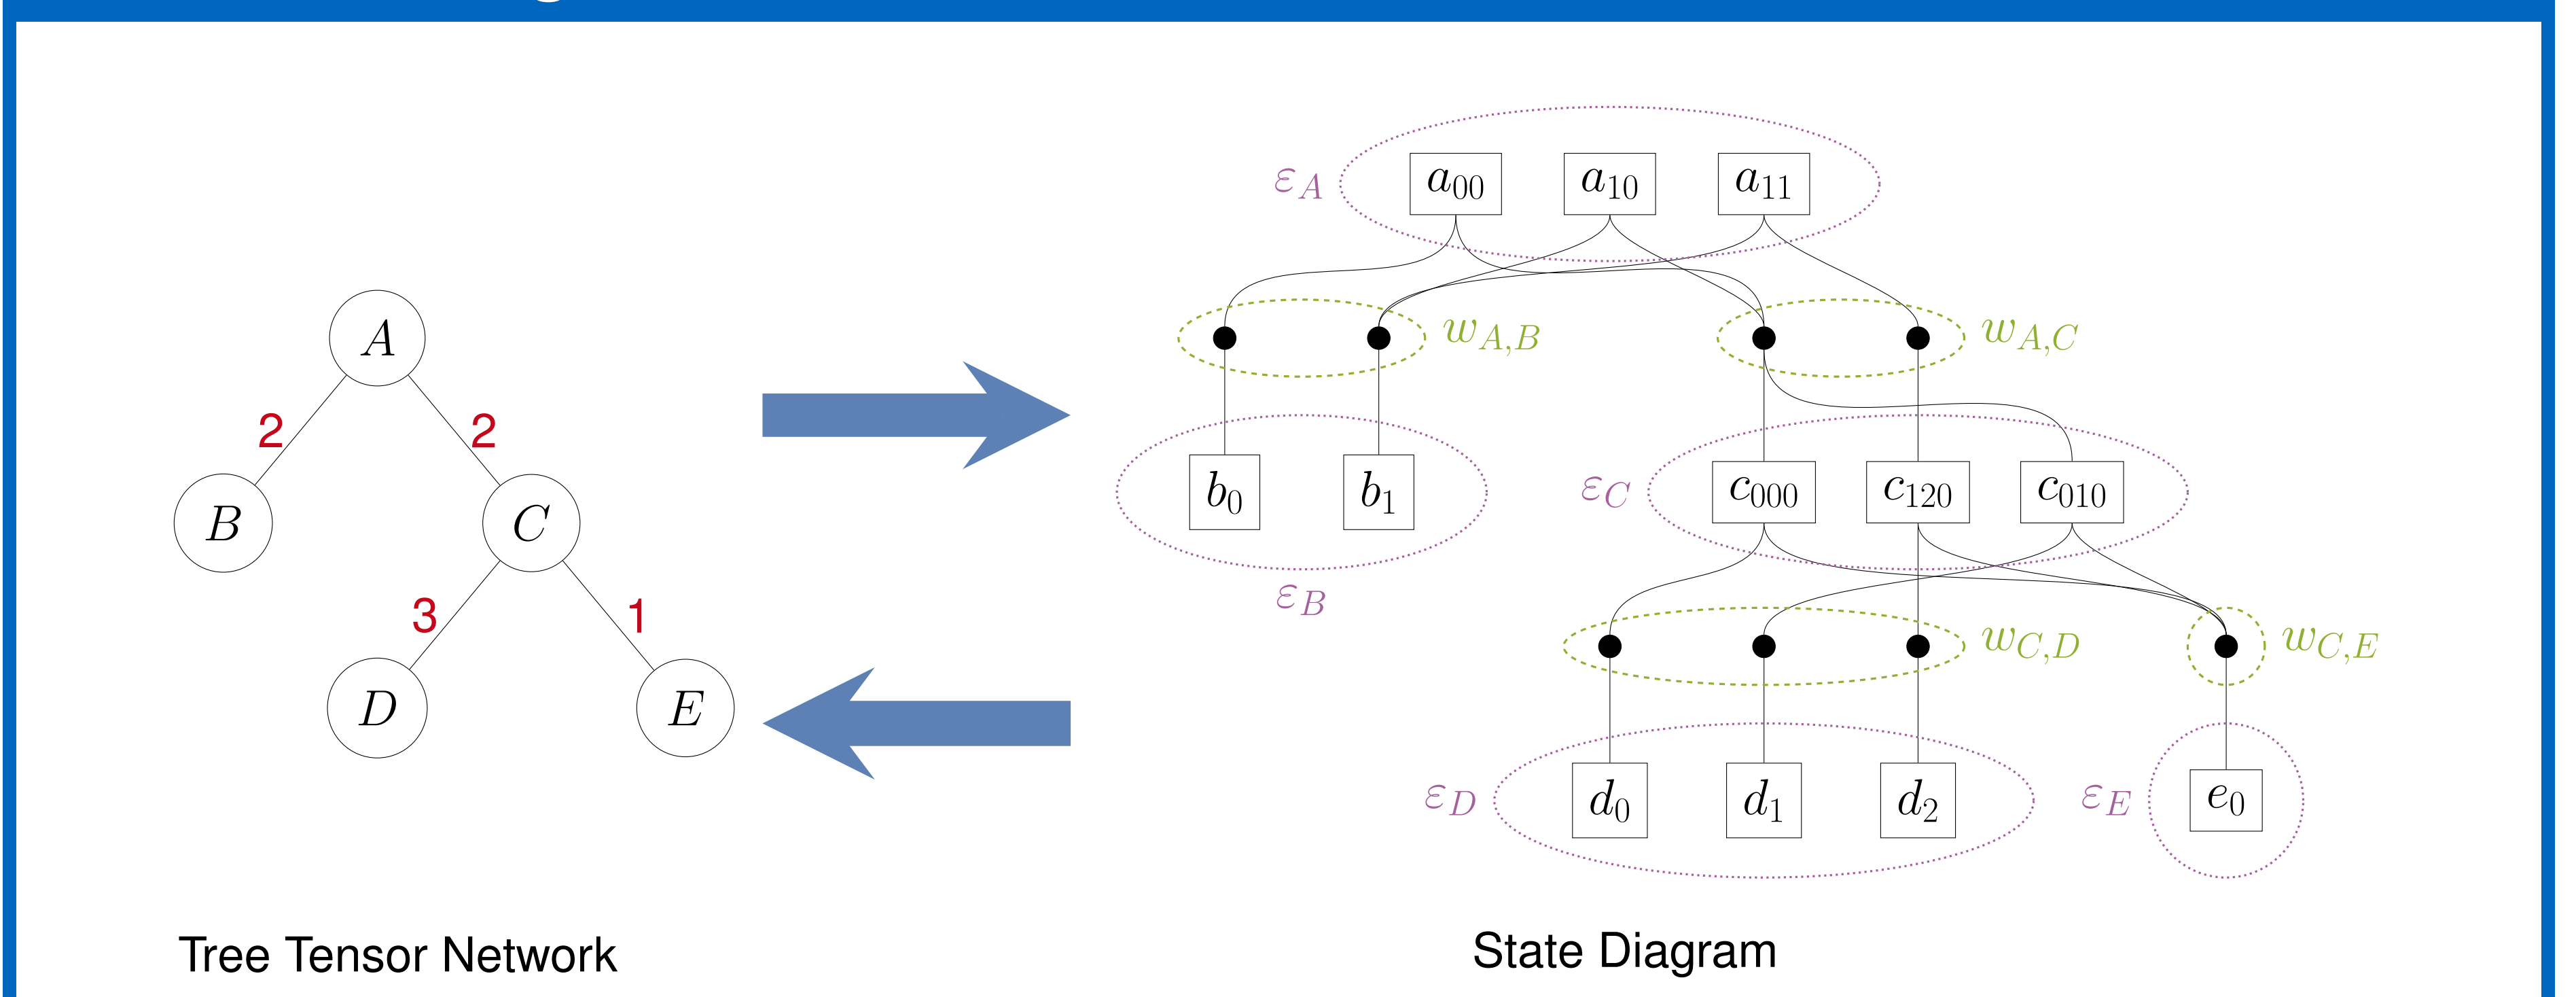 ε_A a_00 a_10 a_11
A
w_A,B w_A,C
2 2
B C
b_0 b_1 ε_C c_000 c_120 c_010
ε_B
3 1
w_C,D w_C,E
D E
ε_D d_0 d_1 d_2 ε_E e_0
Tree Tensor Network
State Diagram